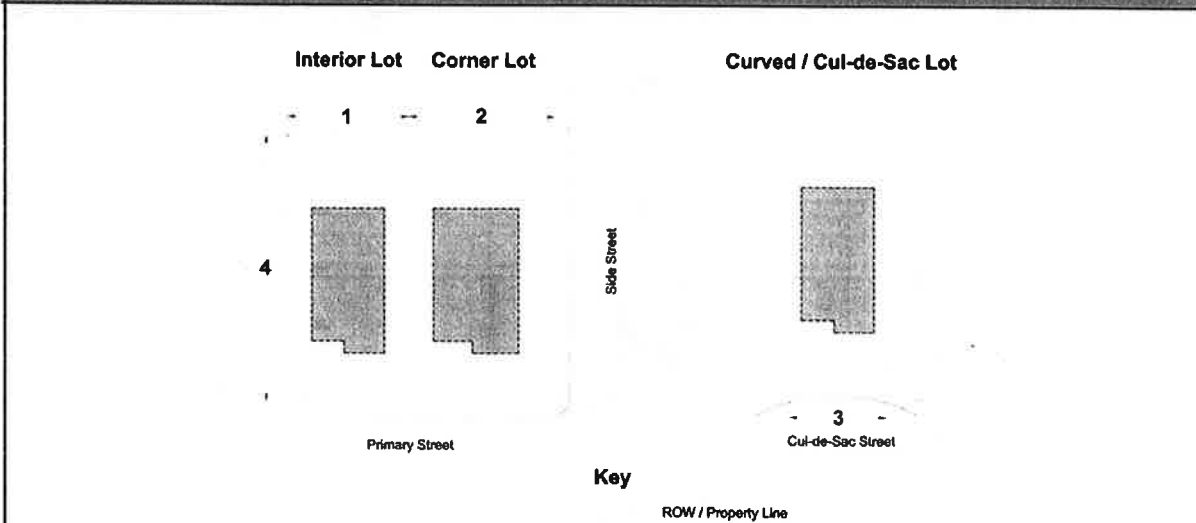 Interior Lot Corner Lot
Curved / Cul-de-Sac Lot
1
2
4
Side Street
3
Primary Street
Cul-de-Sac Street
Key
ROW / Property Line